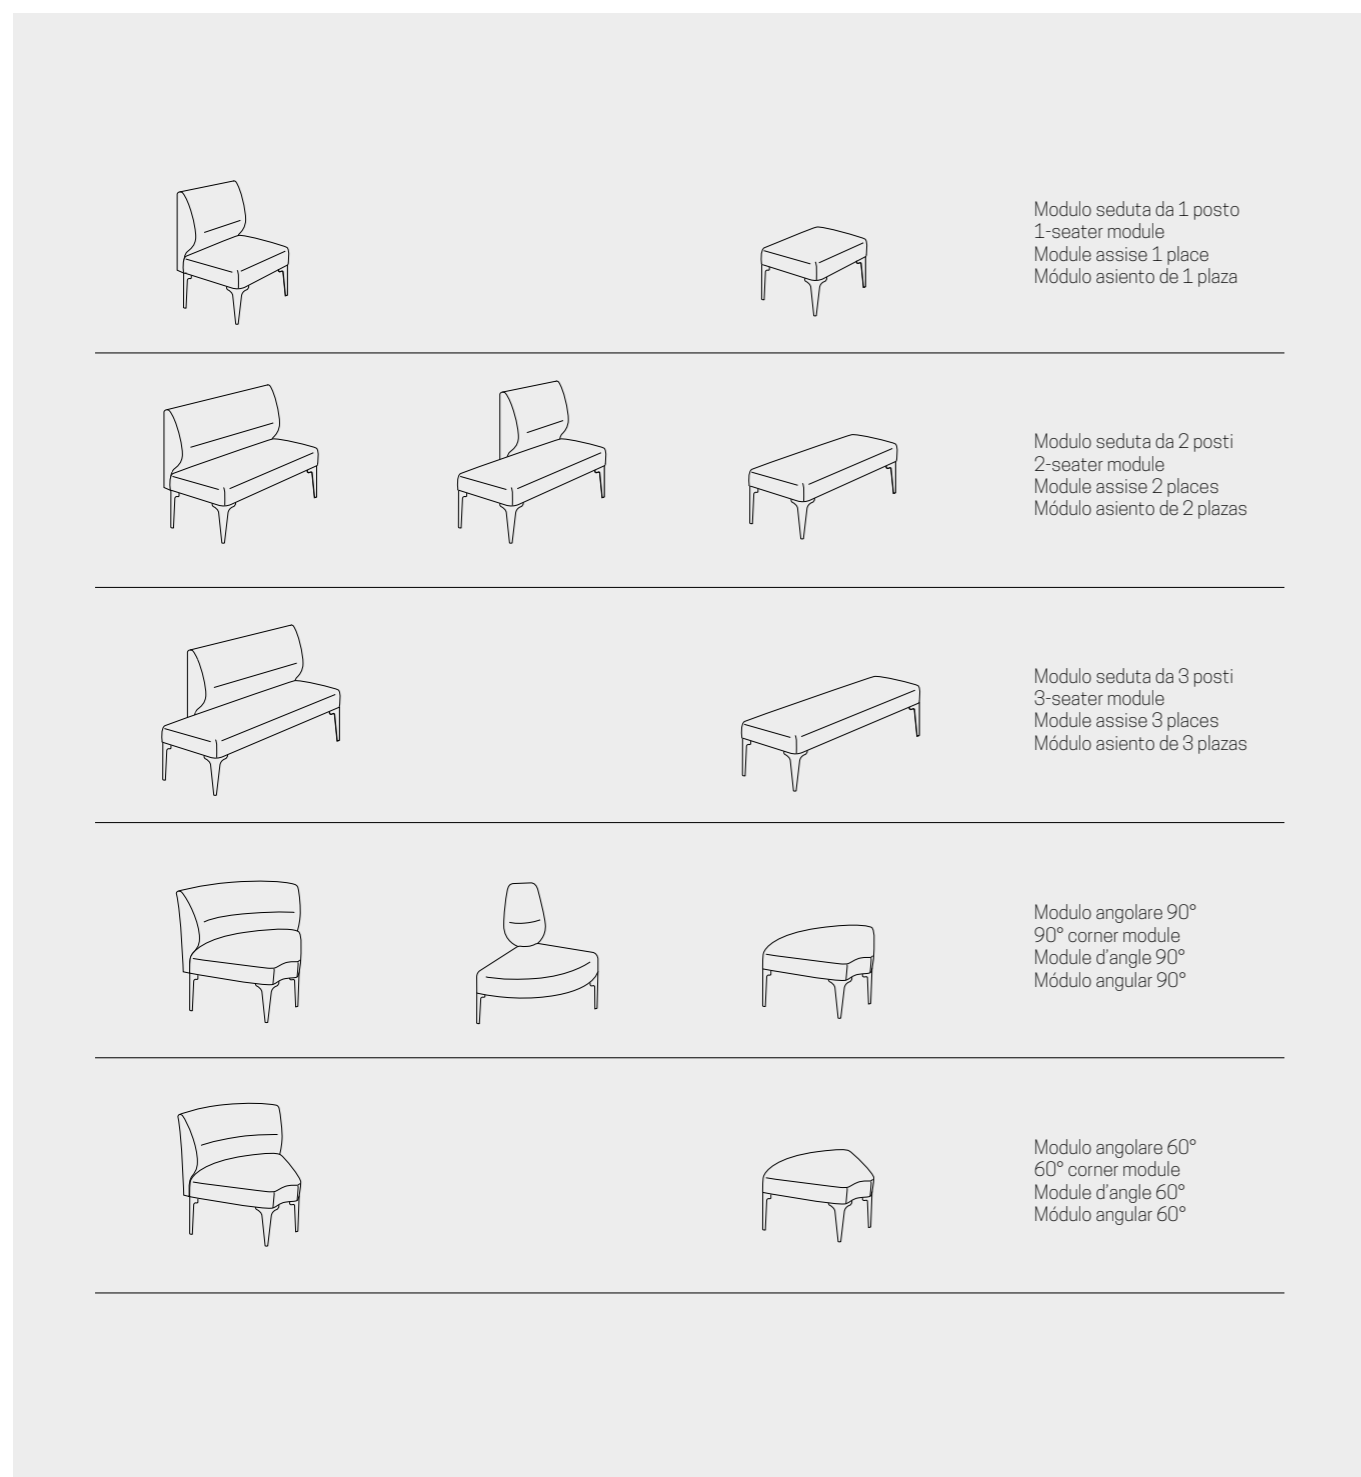 Modulo seduta da 1 posto
1-seater module
Module assise 1 place
Módulo asiento de 1 plaza
Modulo seduta da 2 posti
2-seater module
Module assise 2 places
Módulo asiento de 2 plazas
Modulo seduta da 3 posti
3-seater module
Module assise 3 places
Módulo asiento de 3 plazas
Modulo angolare 90°
90° corner module
Module d'angle 90°
Módulo angular 90°
Modulo angolare 60°
60° corner module
Module d'angle 60°
Módulo angular 60°